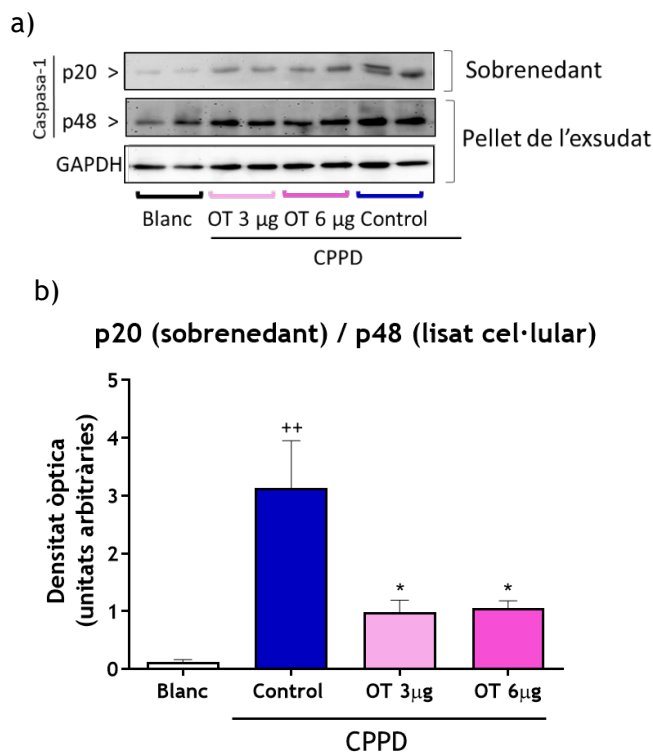 a)
Caspasa-1
p20 >
Sobrenedant
p48 >
Pellet de l’exsudat
GAPDH
Blanc OT 3 µg OT 6 µg Control
CPPD
b)
p20 (sobrenedant) / p48 (lisat cel·lular)
Densitat òptica
(unitats arbitràries)
5
4
3
2
1
0
++
*
*
Blanc Control OT 3µg OT 6µg
CPPD